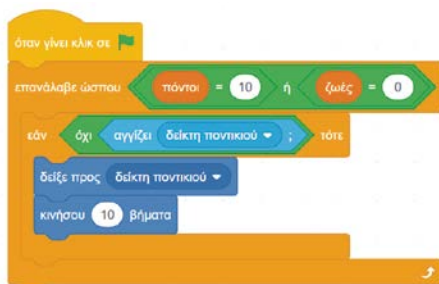 όταν γίνει κλικ σε
επανάλαβε ώσπου πόντοι = 10 ή ζωές = 0
εάν όχι αγγίζει δείκτη ποντικιού ; τότε
δείξε προς δείκτη ποντικιού
κινήσου 10 βήματα